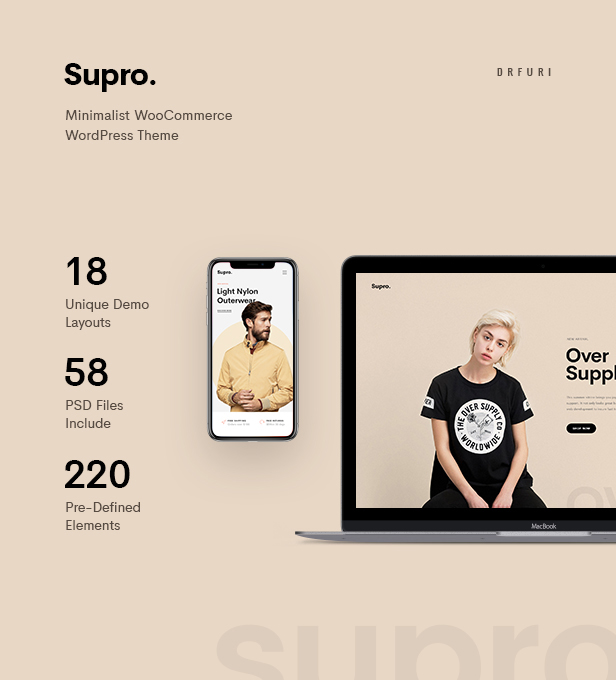 Supro.
DRFURI
Minimalist WooCommerce
WordPress Theme
18
Unique Demo
Layouts
58
PSD Files
Include
220
Pre-Defined
Elements
Supro.
Light Nylon
Outerwear
Supro.
Over
Suppl
SHOP NOW
THE OVER SUPPLY CO
WORLDWIDE
MacBook
supro